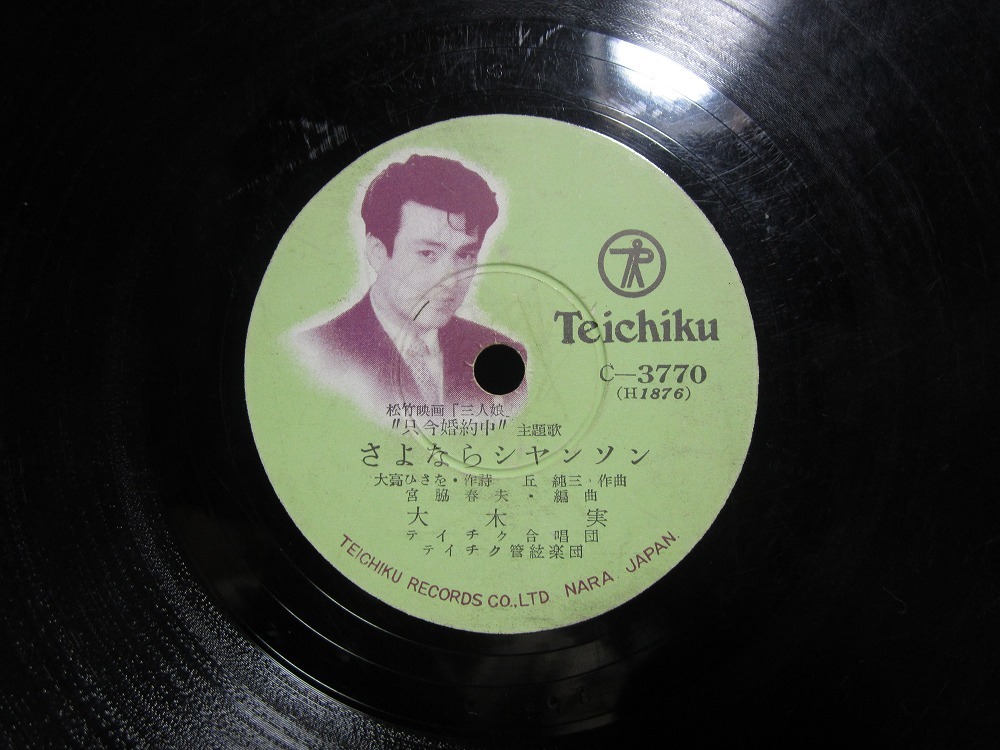 Teichiku
C—3770
(H1876)
松竹映画「三人娘」
"只今婚約中" 主題歌
さよならシヤンソン
大高ひさを・作詩 丘 純三・作曲
宮脇春夫・編曲
大木実
テイチク合唱団
テイチク管絃楽団
TEICHIKU RECORDS CO.,LTD NARA JAPAN.